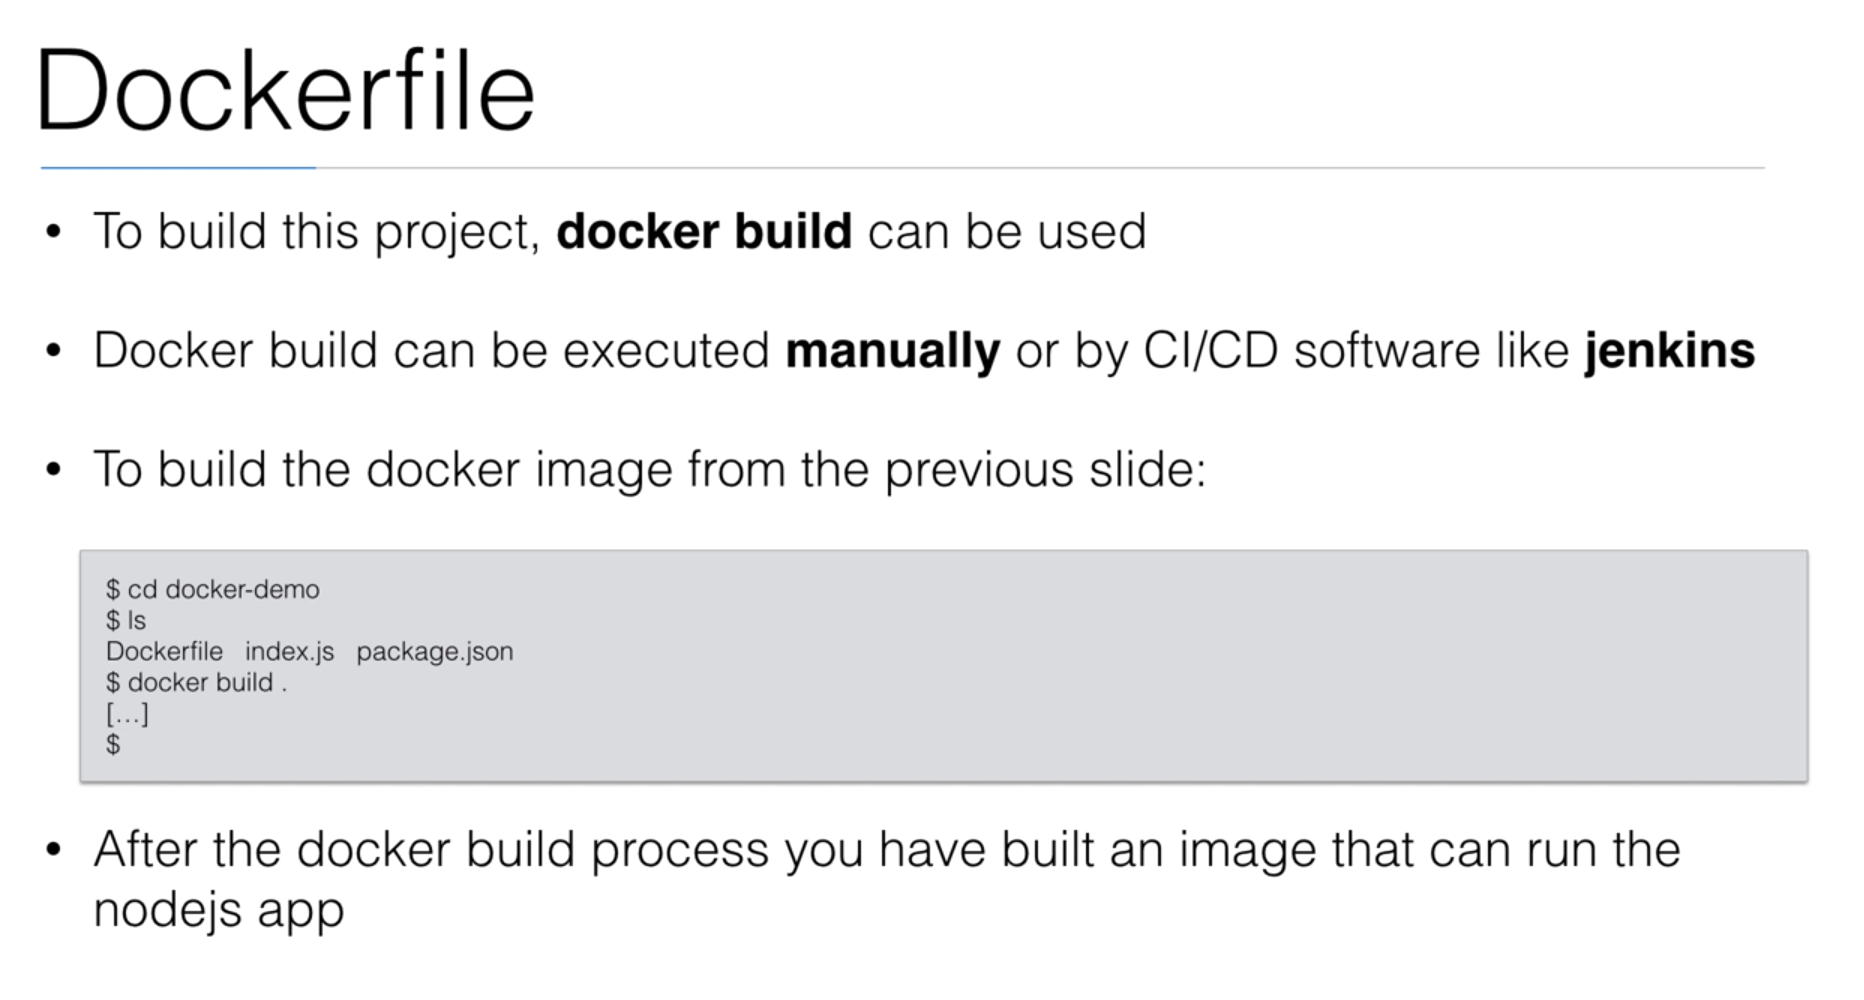 Dockerfile
• To build this project, docker build can be used
• Docker build can be executed manually or by CI/CD software like jenkins
• To build the docker image from the previous slide:
$ cd docker-demo
$ ls
Dockerfile   index.js   package.json
$ docker build .
[...]
$
• After the docker build process you have built an image that can run the
nodejs app